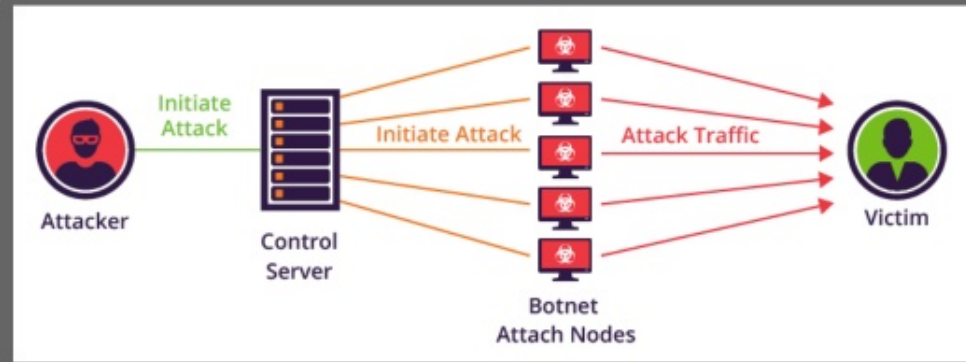 Initiate
Attack
Attacker
Control
Server
Initiate Attack
Botnet
Attach Nodes
Attack Traffic
Victim